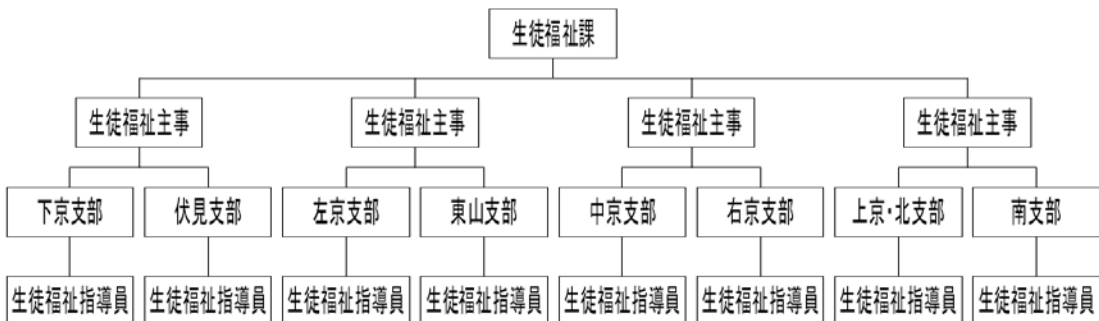 生徒福祉課
生徒福祉主事 生徒福祉主事 生徒福祉主事 生徒福祉主事
下京支部 伏見支部 左京支部 東山支部 中京支部 右京支部 上京・北支部 南支部
生徒福祉指導員 生徒福祉指導員 生徒福祉指導員 生徒福祉指導員 生徒福祉指導員 生徒福祉指導員 生徒福祉指導員 生徒福祉指導員